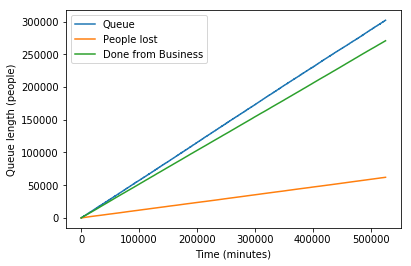 Queue
People lost
Done from Business
300000
250000
200000
150000
100000
50000
0
Queue length (people)
0
100000
200000
300000
400000
500000
Time (minutes)